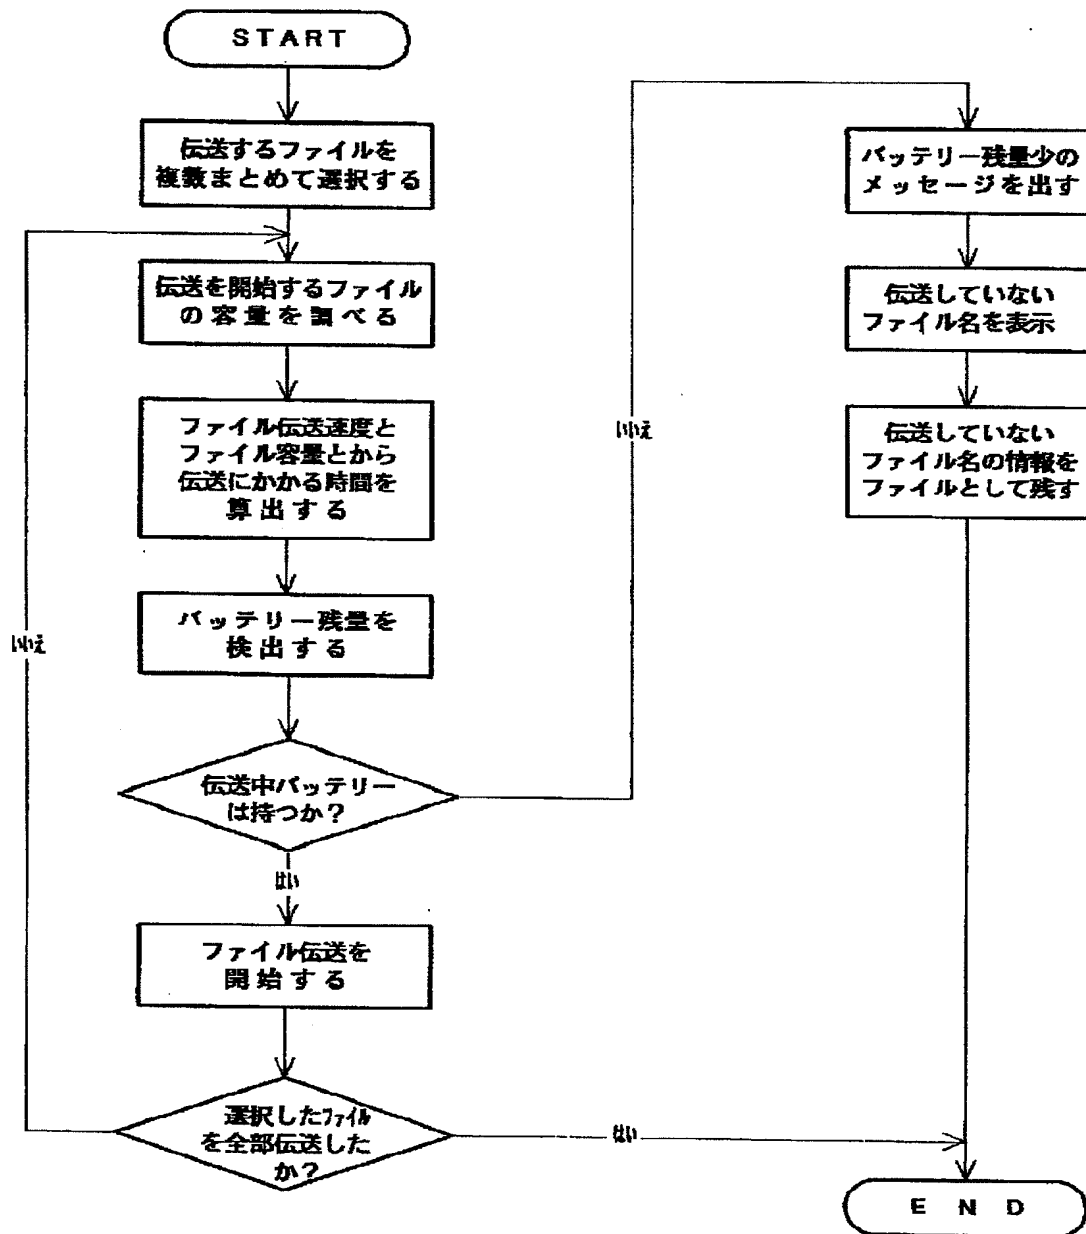 START
伝送するファイルを
複数まとめて選択する
伝送を開始するファイル
の容量を調べる
ファイル伝送速度と
ファイル容量とから
伝送にかかる時間を
算出する
バッテリー残量を
検出する
いいえ
伝送中バッテリー
は持つか？
はい
ファイル伝送を
開始する
選択したファイル
を全部伝送した
か？
はい
いいえ
バッテリー残量少の
メッセージを出す
伝送していない
ファイル名を表示
伝送していない
ファイル名の情報を
ファイルとして残す
END